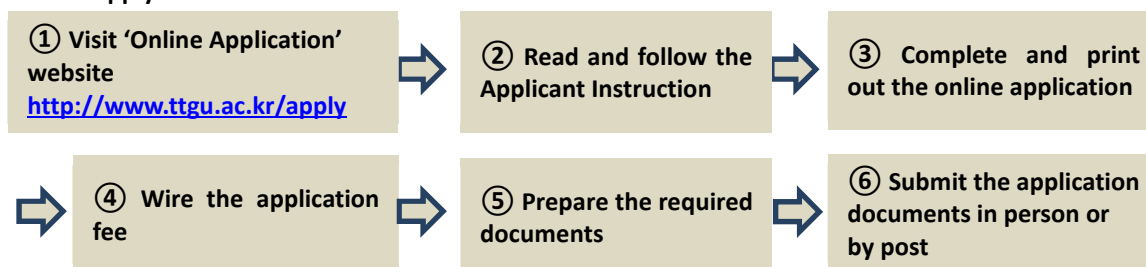 ① Visit ‘Online Application’
website
http://www.ttgu.ac.kr/apply
② Read and follow the
Applicant Instruction
③ Complete and print
out the online application
④ Wire the application
fee
⑤ Prepare the required
documents
⑥ Submit the application
documents in person or
by post